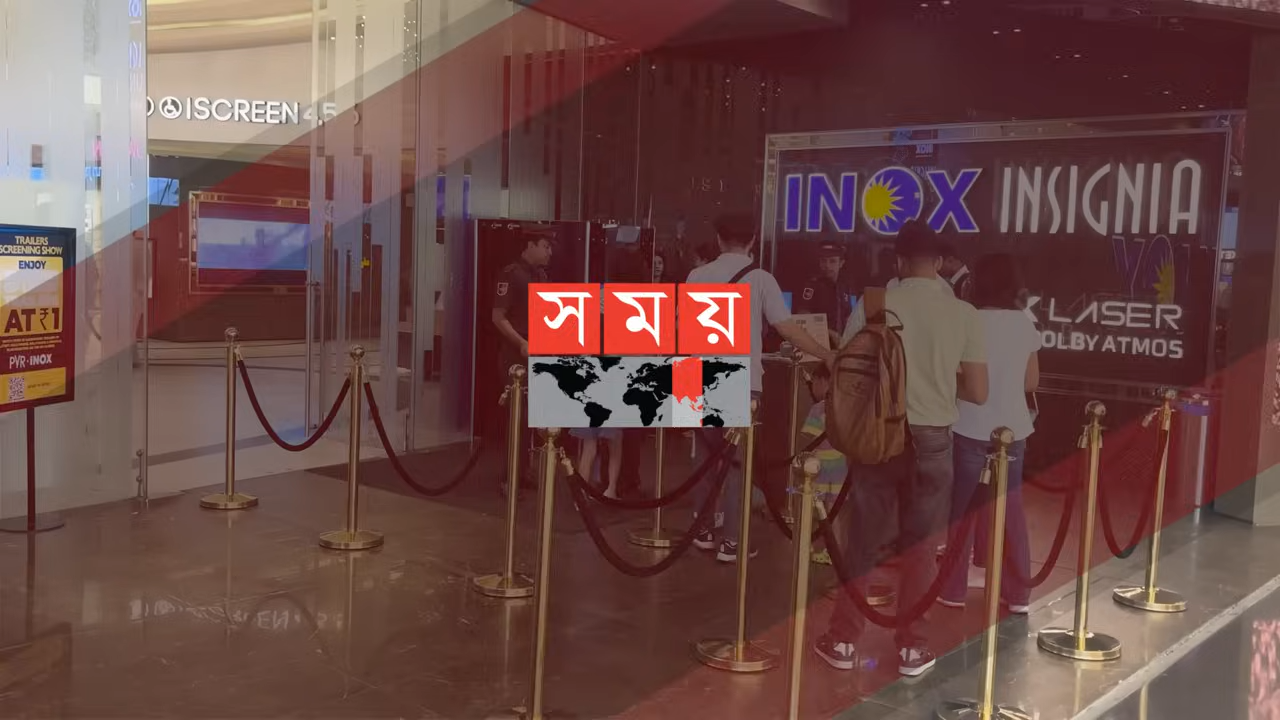 ISCREEN 4,5
TRAILERS
SCREENING SHOW
ENJOY
AT ₹1
PVR·INOX
সময়
INOX INSIGNIA
LASER
DOLBY ATMOS